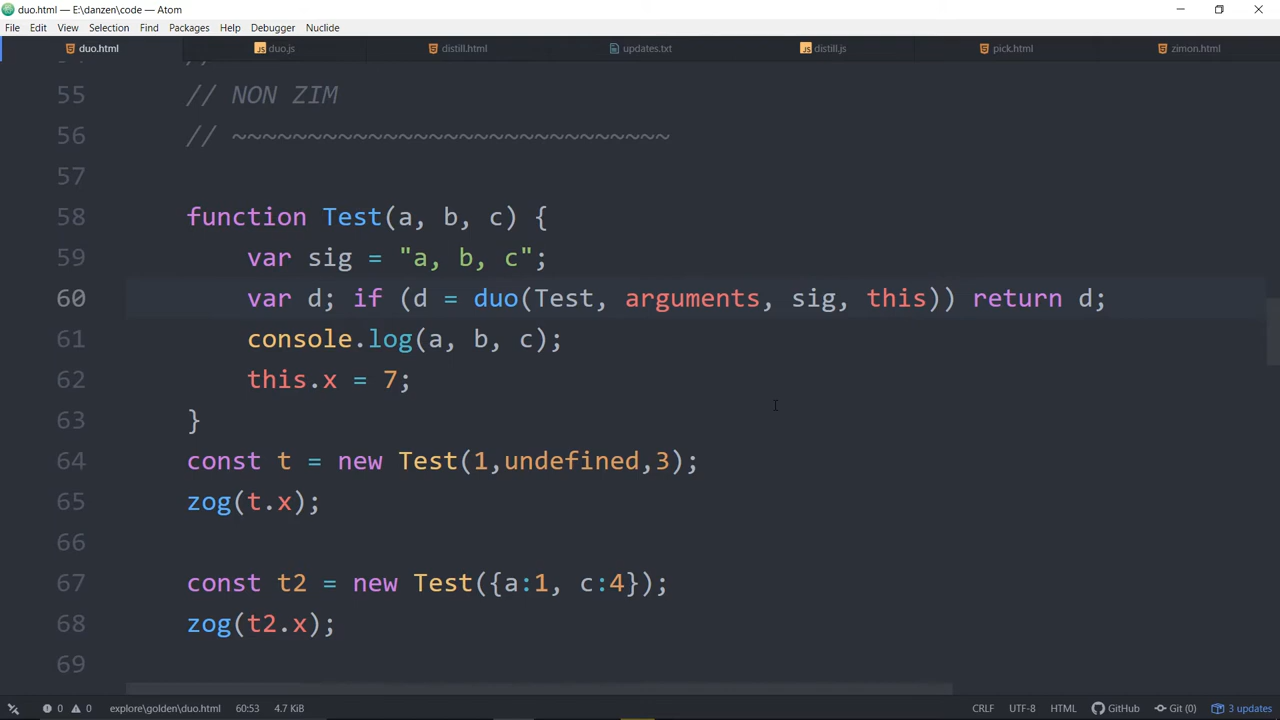 duo.html — E:\danzen\code — Atom
File Edit View Selection Find Packages Help Debugger Nuclide
duo.html duo.js distill.html updates.txt distill.js pick.html zimon.html
55 // NON ZIM
56 // ~~~~~~~~~~~~~~~~~~~~~~~~~~~~~
57
58 function Test(a, b, c) {
59 var sig = "a, b, c";
60 var d; if (d = duo(Test, arguments, sig, this)) return d;
61 console.log(a, b, c);
62 this.x = 7;
63 }
64 const t = new Test(1,undefined,3);
65 zog(t.x);
66
67 const t2 = new Test({a:1, c:4});
68 zog(t2.x);
69
0 0 explore\golden\duo.html 60:53 4.7 KiB CRLF UTF-8 HTML GitHub Git (0) 3 updates